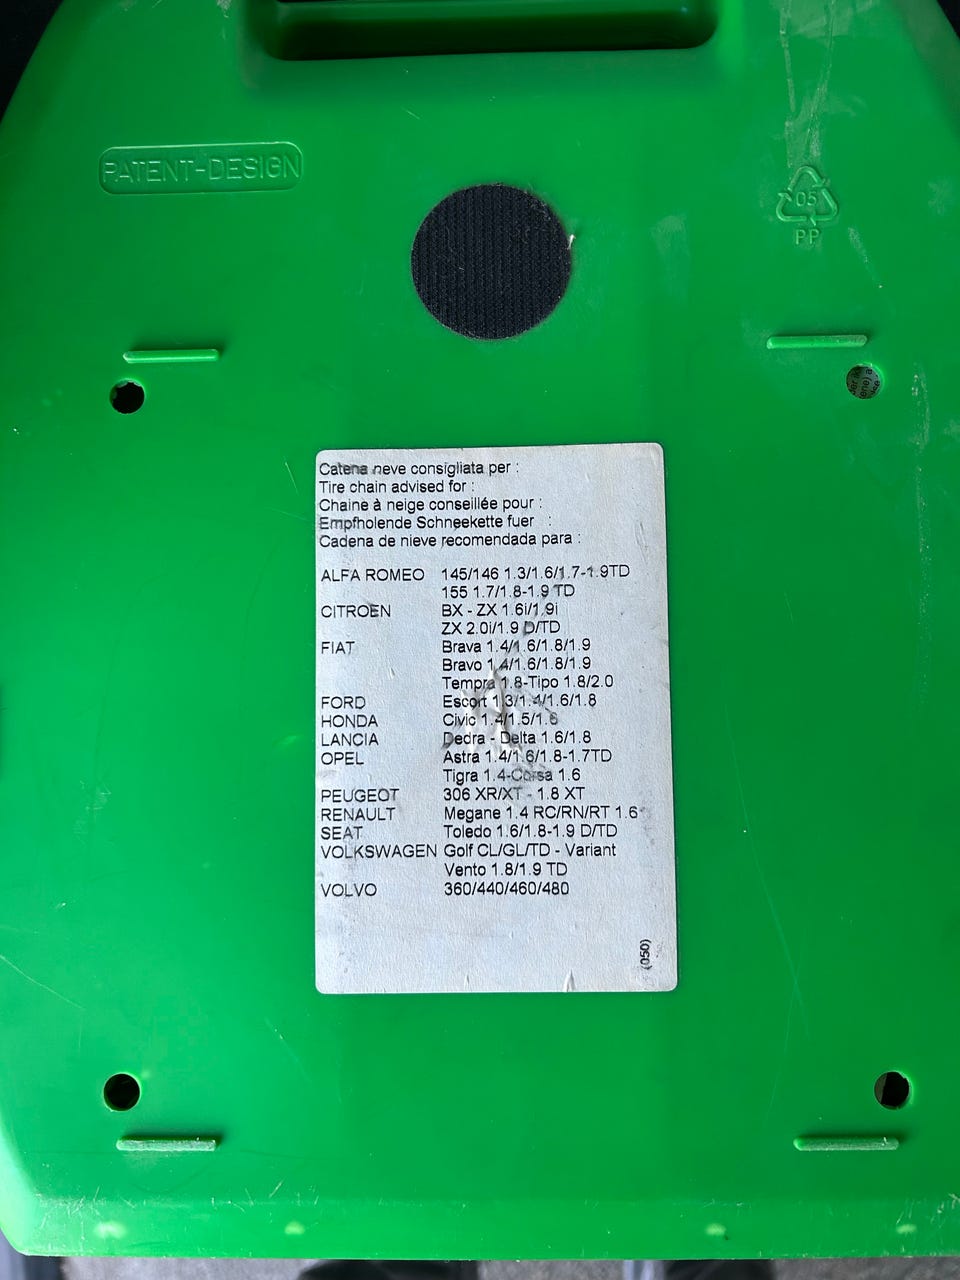 PATENT-DESIGN
05
PP
Catena neve consigliata per :
Tire chain advised for :
Chaine à neige conseillée pour :
Empfholende Schneekette fuer :
Cadena de nieve recomendada para :
ALFA ROMEO 145/146 1.3/1.6/1.7-1.9TD
155 1.7/1.8-1.9 TD
CITROEN BX - ZX 1.6i/1.9i
ZX 2.0i/1.9 D/TD
FIAT Brava 1.4/1.6/1.8/1.9
Bravo 1.4/1.6/1.8/1.9
Tempra 1.8-Tipo 1.8/2.0
FORD Escort 1.3/1.4/1.6/1.8
HONDA Civic 1.4/1.5/1.6
LANCIA Dedra - Delta 1.6/1.8
OPEL Astra 1.4/1.6/1.8-1.7TD
Tigra 1.4-Corsa 1.6
PEUGEOT 306 XR/XT - 1.8 XT
RENAULT Megane 1.4 RC/RN/RT 1.6
SEAT Toledo 1.6/1.8-1.9 D/TD
VOLKSWAGEN Golf CL/GL/TD - Variant
Vento 1.8/1.9 TD
VOLVO 360/440/460/480
(050)